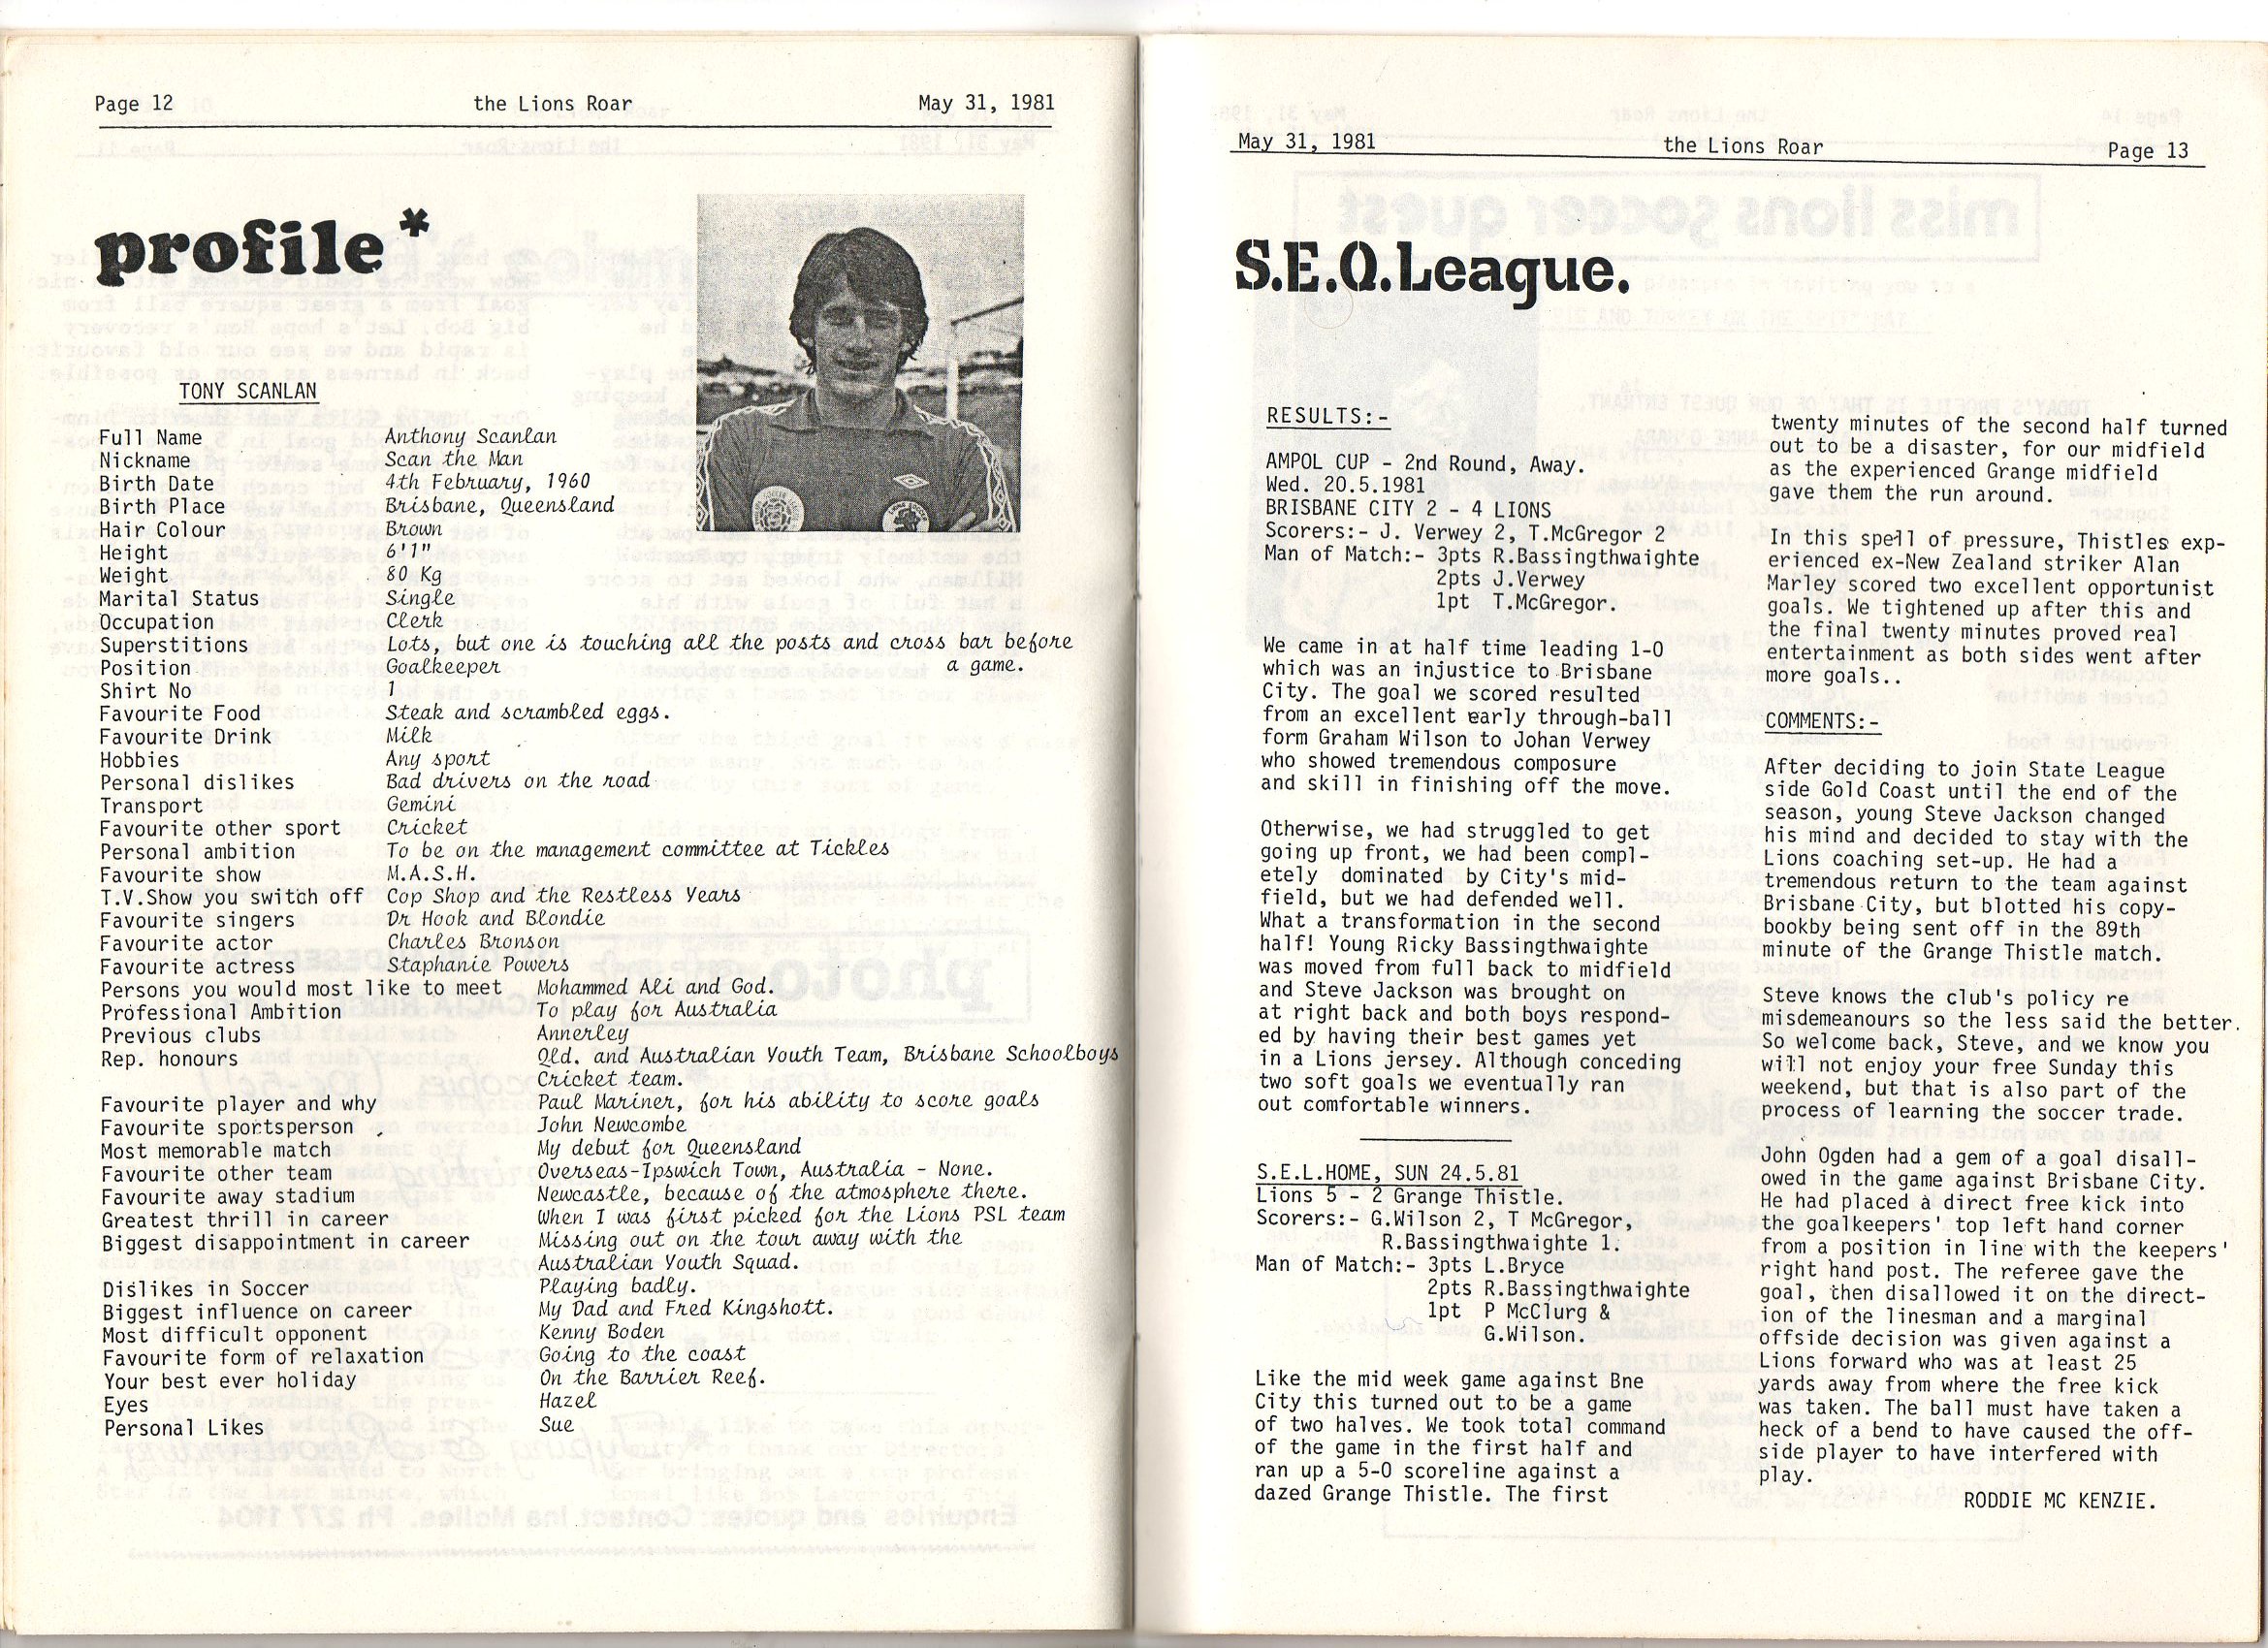 Page 12 the Lions Roar May 31, 1981
profile*
TONY SCANLAN
Full Name Anthony Scanlan
Nickname Scan the Man
Birth Date 4th February, 1960
Birth Place Brisbane, Queensland
Hair Colour Brown
Height 6'1"
Weight 80 Kg
Marital Status Single
Occupation Clerk
Superstitions Lots, but one is touching all the posts and cross bar before
Position Goalkeeper a game.
Shirt No 1
Favourite Food Steak and scrambled eggs.
Favourite Drink Milk
Hobbies Any sport
Personal dislikes Bad drivers on the road
Transport Gemini
Favourite other sport Cricket
Personal ambition To be on the management committee at Tickles
Favourite show M.A.S.H.
T.V.Show you switch off Cop Shop and the Restless Years
Favourite singers Dr Hook and Blondie
Favourite actor Charles Bronson
Favourite actress Staphanie Powers
Persons you would most like to meet Mohammed Ali and God.
Professional Ambition To play for Australia
Previous clubs Annerley
Rep. honours Qld. and Australian Youth Team, Brisbane Schoolboys
Cricket team.
Favourite player and why Paul Mariner, for his ability to score goals
Favourite sportsperson John Newcombe
Most memorable match My debut for Queensland
Favourite other team Overseas-Ipswich Town, Australia - None.
Favourite away stadium Newcastle, because of the atmosphere there.
Greatest thrill in career When I was first picked for the Lions PSL team
Biggest disappointment in career Missing out on the tour away with the
Australian Youth Squad.
Dislikes in Soccer Playing badly.
Biggest influence on career My Dad and Fred Kingshott.
Most difficult opponent Kenny Boden
Favourite form of relaxation Going to the coast
Your best ever holiday On the Barrier Reef.
Eyes Hazel
Personal Likes Sue
May 31, 1981 the Lions Roar Page 13
S.E.Q.League.
RESULTS:-
AMPOL CUP - 2nd Round, Away.
Wed. 20.5.1981
BRISBANE CITY 2 - 4 LIONS
Scorers:- J. Verwey 2, T.McGregor 2
Man of Match:- 3pts R.Bassingthwaighte
2pts J.Verwey
1pt T.McGregor.
We came in at half time leading 1-0
which was an injustice to Brisbane
City. The goal we scored resulted
from an excellent early through-ball
form Graham Wilson to Johan Verwey
who showed tremendous composure
and skill in finishing off the move.
Otherwise, we had struggled to get
going up front, we had been compl-
etely dominated by City's mid-
field, but we had defended well.
What a transformation in the second
half! Young Ricky Bassingthwaighte
was moved from full back to midfield
and Steve Jackson was brought on
at right back and both boys respond-
ed by having their best games yet
in a Lions jersey. Although conceding
two soft goals we eventually ran
out comfortable winners.
S.E.L.HOME, SUN 24.5.81
Lions 5 - 2 Grange Thistle.
Scorers:- G.Wilson 2, T McGregor,
R.Bassingthwaighte 1.
Man of Match:- 3pts L.Bryce
2pts R.Bassingthwaighte
1pt P McClurg &
G.Wilson.
Like the mid week game against Bne
City this turned out to be a game
of two halves. We took total command
of the game in the first half and
ran up a 5-0 scoreline against a
dazed Grange Thistle. The first
twenty minutes of the second half turned
out to be a disaster, for our midfield
as the experienced Grange midfield
gave them the run around.
In this spell of pressure, Thistles exp-
erienced ex-New Zealand striker Alan
Marley scored two excellent opportunist
goals. We tightened up after this and
the final twenty minutes proved real
entertainment as both sides went after
more goals..
COMMENTS:-
After deciding to join State League
side Gold Coast until the end of the
season, young Steve Jackson changed
his mind and decided to stay with the
Lions coaching set-up. He had a
tremendous return to the team against
Brisbane City, but blotted his copy-
bookby being sent off in the 89th
minute of the Grange Thistle match.
Steve knows the club's policy re
misdemeanours so the less said the better.
So welcome back, Steve, and we know you
will not enjoy your free Sunday this
weekend, but that is also part of the
process of learning the soccer trade.
John Ogden had a gem of a goal disall-
owed in the game against Brisbane City.
He had placed a direct free kick into
the goalkeepers' top left hand corner
from a position in line with the keepers'
right hand post. The referee gave the
goal, then disallowed it on the direct-
ion of the linesman and a marginal
offside decision was given against a
Lions forward who was at least 25
yards away from where the free kick
was taken. The ball must have taken a
heck of a bend to have caused the off-
side player to have interfered with
play.
RODDIE MC KENZIE.